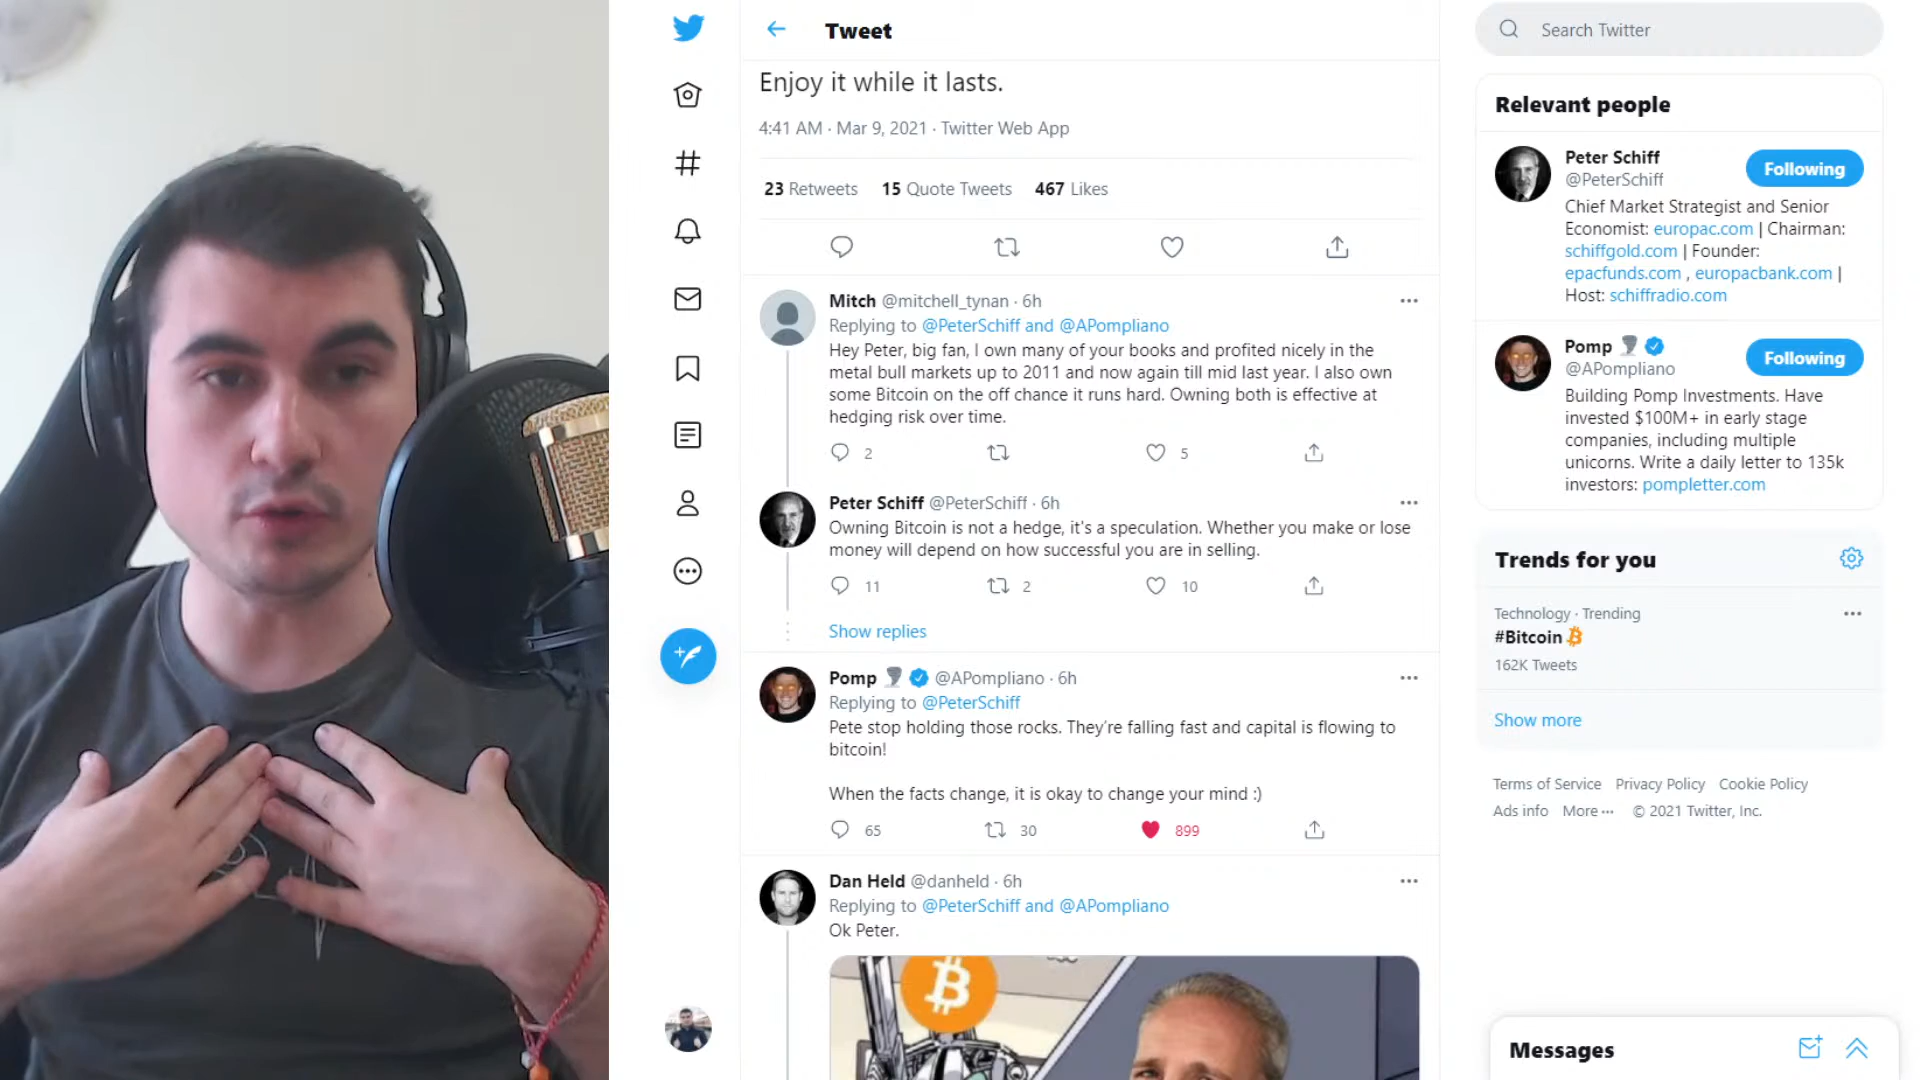 Tweet
Enjoy it while it lasts.
4:41 AM · Mar 9, 2021 · Twitter Web App
23 Retweets 15 Quote Tweets 467 Likes
Mitch @mitchell_tynan · 6h
Replying to @PeterSchiff and @APompliano
Hey Peter, big fan, I own many of your books and profited nicely in the
metal bull markets up to 2011 and now again till mid last year. I also own
some Bitcoin on the off chance it runs hard. Owning both is effective at
hedging risk over time.
2 5
Peter Schiff @PeterSchiff · 6h
Owning Bitcoin is not a hedge, it's a speculation. Whether you make or lose
money will depend on how successful you are in selling.
11 2 10
Show replies
Pomp @APompliano · 6h
Replying to @PeterSchiff
Pete stop holding those rocks. They're falling fast and capital is flowing to
bitcoin!
When the facts change, it is okay to change your mind :)
65 30 899
Dan Held @danheld · 6h
Replying to @PeterSchiff and @APompliano
Ok Peter.
Search Twitter
Relevant people
Peter Schiff
@PeterSchiff
Following
Chief Market Strategist and Senior
Economist: europac.com | Chairman:
schiffgold.com | Founder:
epacfunds.com , europacbank.com |
Host: schiffradio.com
Pomp
@APompliano
Following
Building Pomp Investments. Have
invested $100M+ in early stage
companies, including multiple
unicorns. Write a daily letter to 135k
investors: pompletter.com
Trends for you
Technology · Trending
#Bitcoin
162K Tweets
Show more
Terms of Service Privacy Policy Cookie Policy
Ads info More ··· © 2021 Twitter, Inc.
Messages